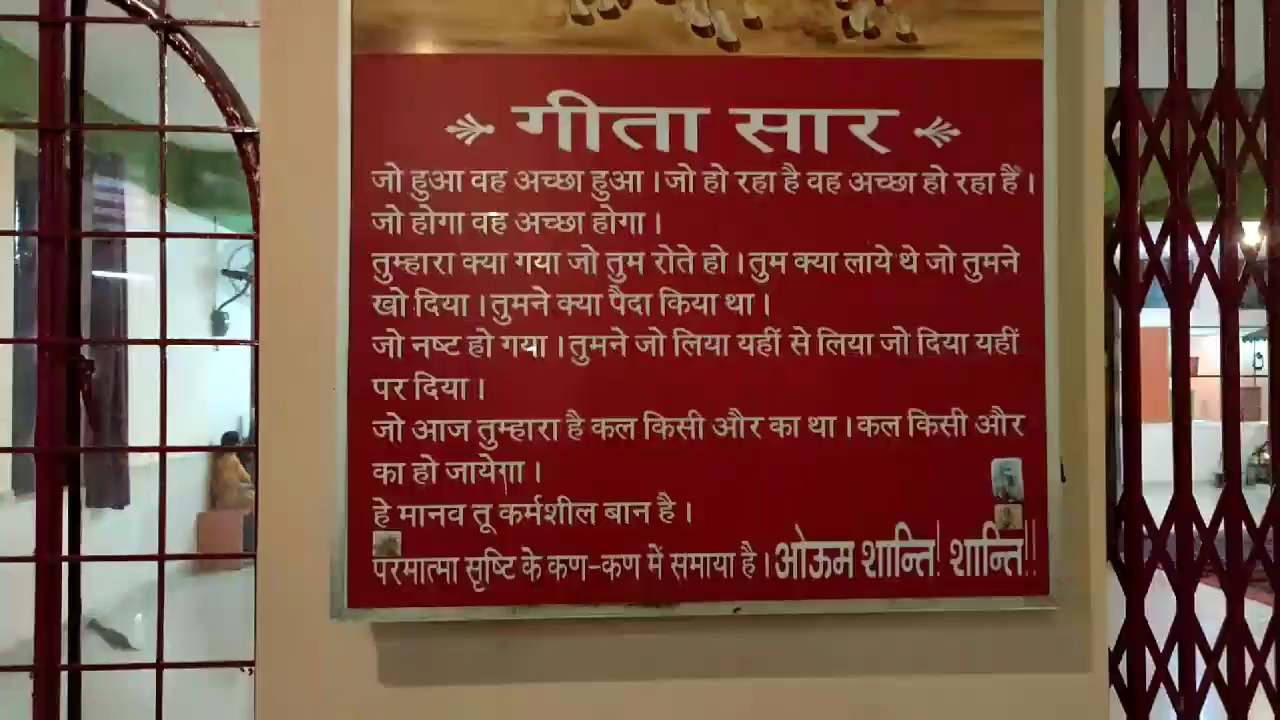 गीता सार
जो हुआ वह अच्छा हुआ। जो हो रहा है वह अच्छा हो रहा हैं।
जो होगा वह अच्छा होगा।
तुम्हारा क्या गया जो तुम रोते हो। तुम क्या लाये थे जो तुमने
खो दिया। तुमने क्या पैदा किया था।
जो नष्ट हो गया। तुमने जो लिया यहीं से लिया जो दिया यहीं
पर दिया।
जो आज तुम्हारा है कल किसी और का था। कल किसी और
का हो जायेगा।
हे मानव तू कर्मशील बान है।
परमात्मा सृष्टि के कण-कण में समाया है। ओऊम शान्ति! शान्ति!!